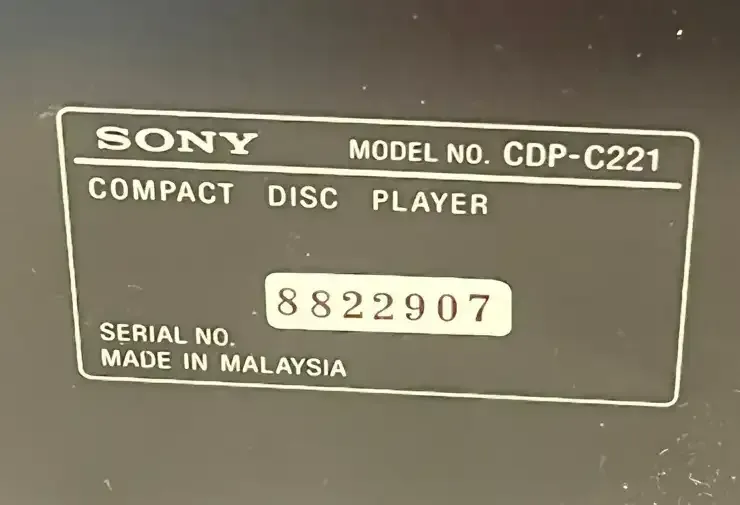 SONY MODEL NO. CDP-C221
COMPACT DISC PLAYER
8822907
SERIAL NO.
MADE IN MALAYSIA